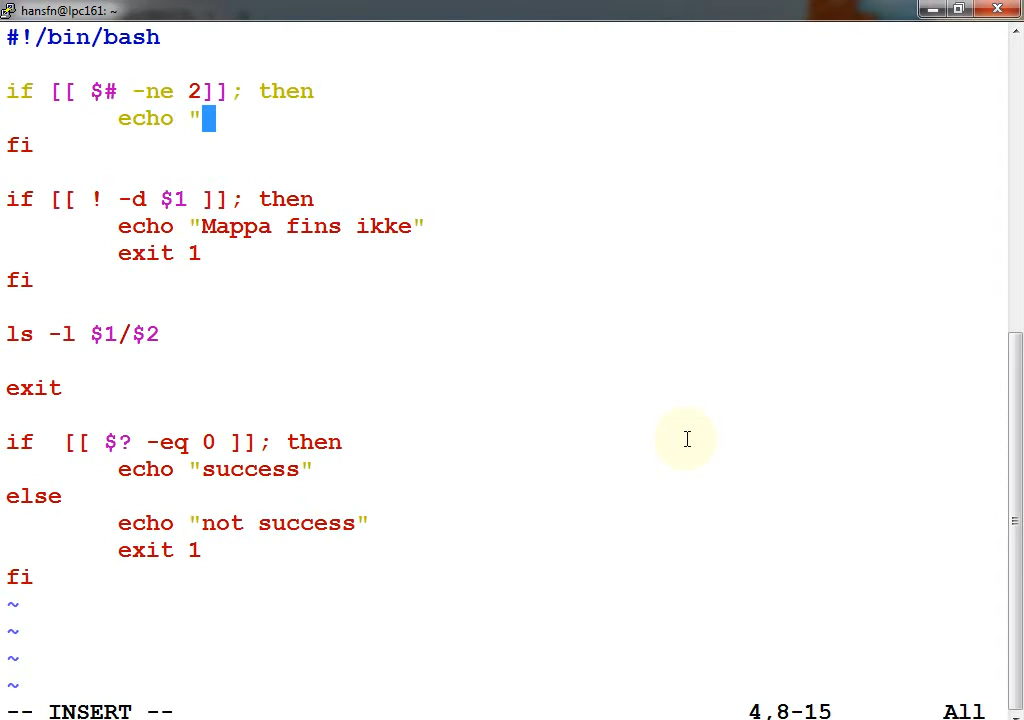 hansfn@lpc161: ~
#!/bin/bash
if [[ $# -ne 2]]; then
echo "
fi
if [[ ! -d $1 ]]; then
echo "Mappa fins ikke"
exit 1
fi
ls -l $1/$2
exit
if  [[ $? -eq 0 ]]; then
echo "success"
else
echo "not success"
exit 1
fi
~
~
~
~
-- INSERT -- 4,8-15 All